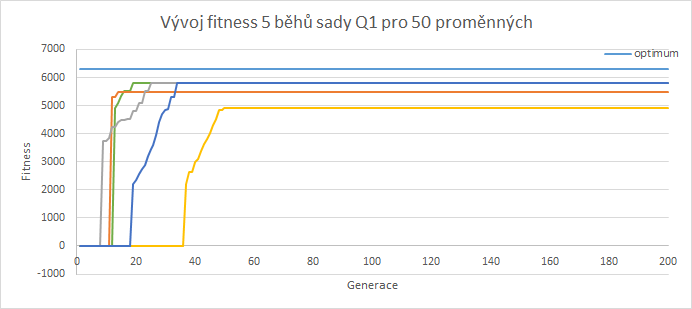 Vývoj fitness 5 běhů sady Q1 pro 50 proměnných
optimum
7000
6000
5000
4000
3000
2000
1000
0
-1000
Fitness
0 20 40 60 80 100 120 140 160 180 200
Generace